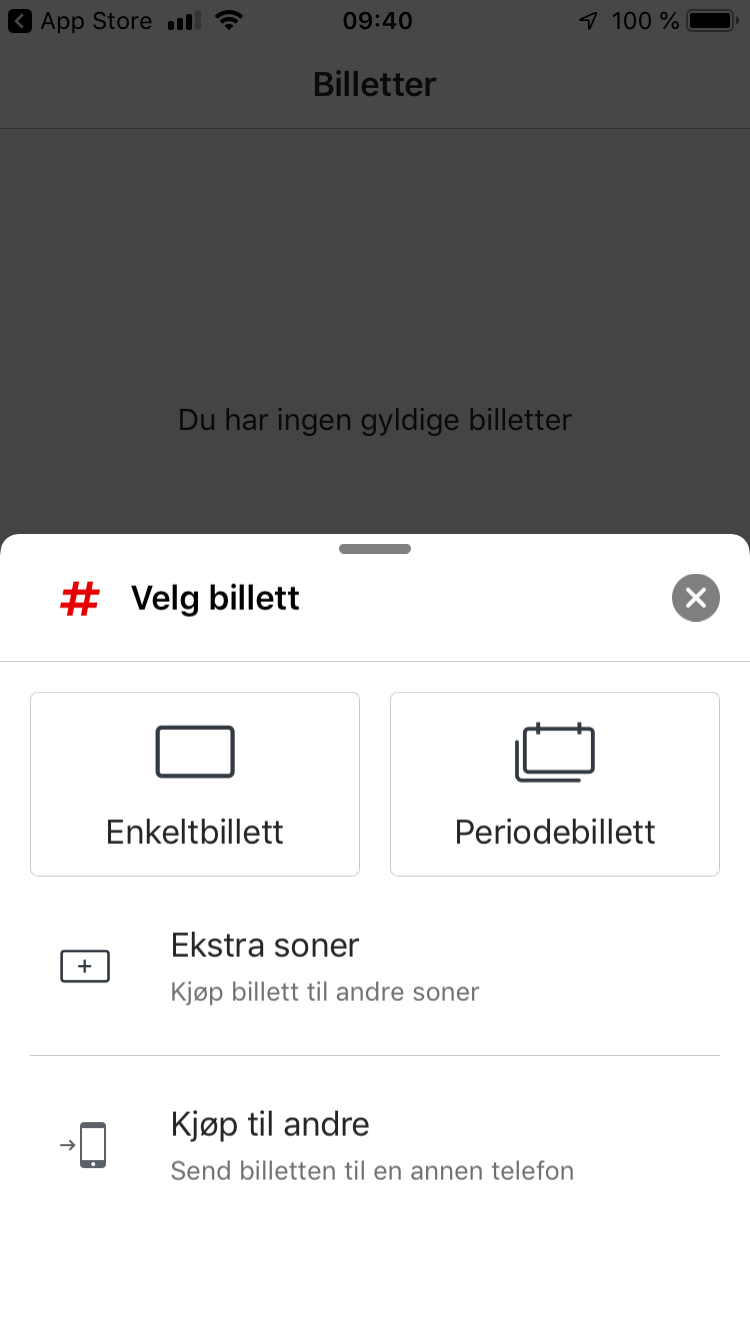 App Store 09:40 100 %
Billetter
Du har ingen gyldige billetter
# Velg billett
Enkeltbillett Periodebillett
Ekstra soner
Kjøp billett til andre soner
Kjøp til andre
Send billetten til en annen telefon